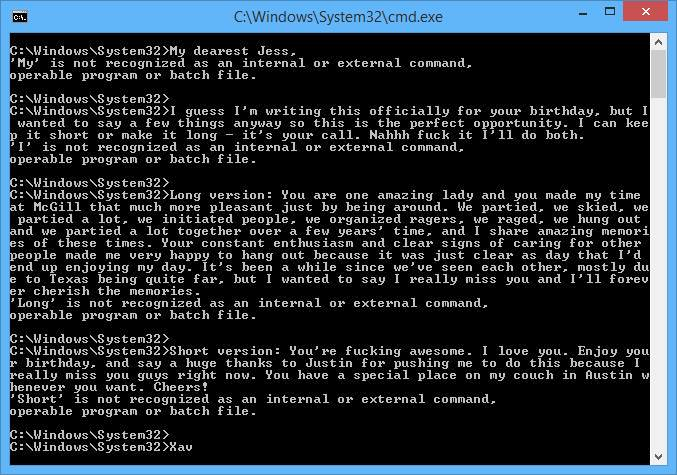 C:\Windows\System32\cmd.exe
C:\Windows\System32>My dearest Jess,
'My' is not recognized as an internal or external command,
operable program or batch file.
C:\Windows\System32>
C:\Windows\System32>I guess I'm writing this officially for your birthday, but I
 wanted to say a few things anyway so this is the perfect opportunity. I can kee
p it short or make it long – it's your call. Nahhh fuck it I'll do both.
'I' is not recognized as an internal or external command,
operable program or batch file.
C:\Windows\System32>
C:\Windows\System32>Long version: You are one amazing lady and you made my time
at McGill that much more pleasant just by being around. We partied, we skied, we
 partied a lot, we initiated people, we organized ragers, we raged, we hung out
and we partied a lot together over a few years' time, and I share amazing memori
es of these times. Your constant enthusiasm and clear signs of caring for other
people made me very happy to hang out because it was just clear as day that I'd
end up enjoying my day. It's been a while since we've seen each other, mostly du
e to Texas being quite far, but I wanted to say I really miss you and I'll forev
er cherish the memories.
'Long' is not recognized as an internal or external command,
operable program or batch file.
C:\Windows\System32>
C:\Windows\System32>Short version: You're fucking awesome. I love you. Enjoy you
r birthday, and say a huge thanks to Justin for pushing me to do this because I
really miss you guys right now. You have a special place on my couch in Austin w
henever you want. Cheers!
'Short' is not recognized as an internal or external command,
operable program or batch file.
C:\Windows\System32>
C:\Windows\System32>Xav